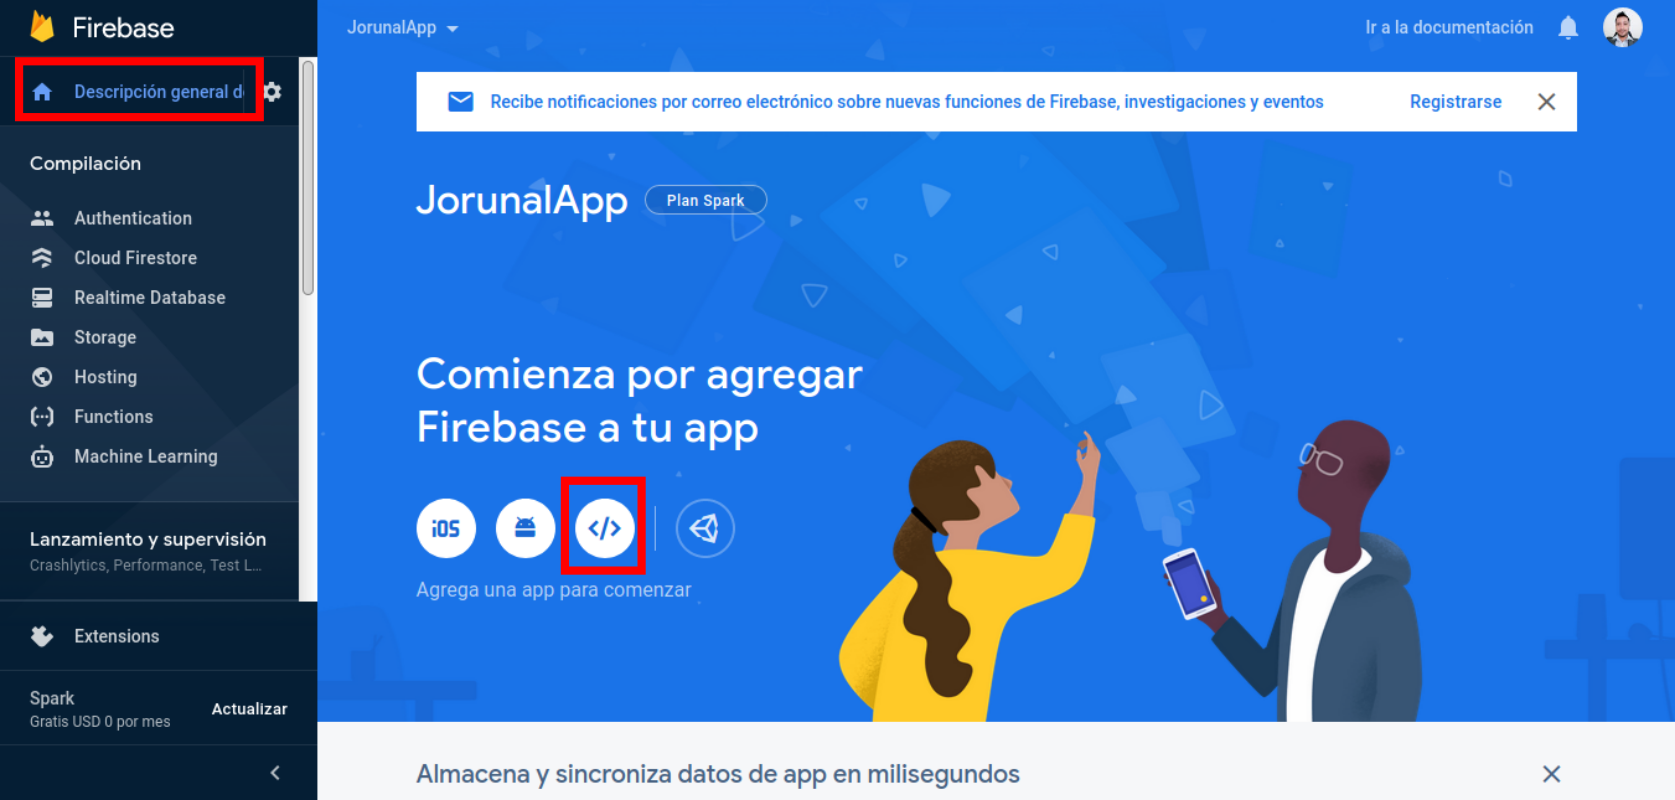 Firebase
Descripción general d
Compilación
Authentication
Cloud Firestore
Realtime Database
Storage
Hosting
Functions
Machine Learning
Lanzamiento y supervisión
Crashlytics, Performance, Test L...
Extensions
Spark
Gratis USD 0 por mes
Actualizar
JorunalApp
Ir a la documentación
Recibe notificaciones por correo electrónico sobre nuevas funciones de Firebase, investigaciones y eventos
Registrarse
JorunalApp
Plan Spark
Comienza por agregar
Firebase a tu app
iOS
</>
Agrega una app para comenzar
Almacena y sincroniza datos de app en milisegundos